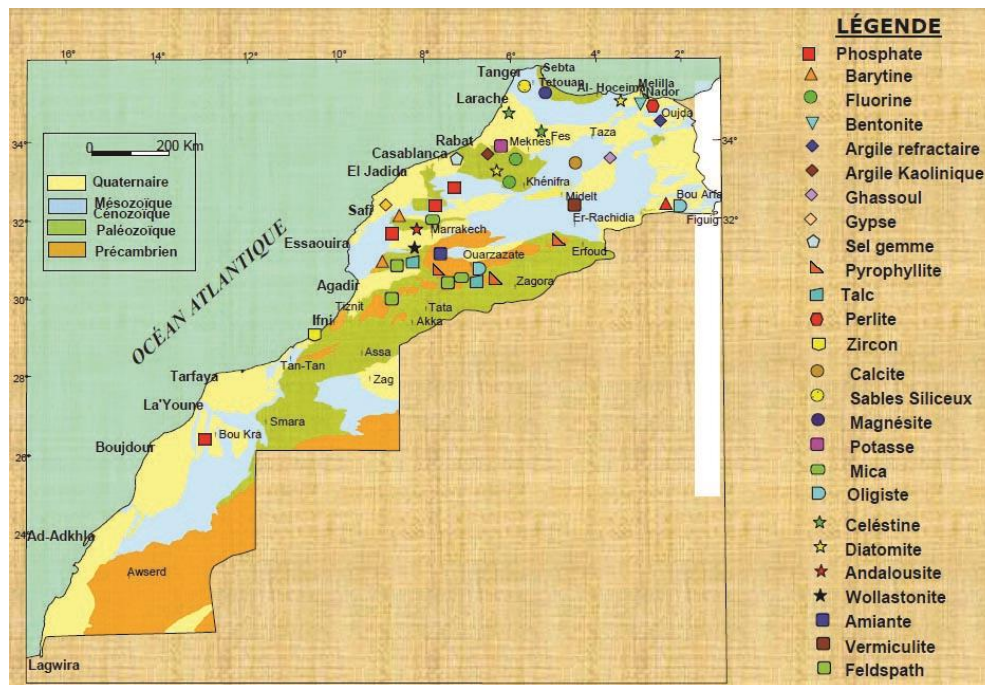 LÉGENDE
Phosphate
Barytine
Fluorine
Bentonite
Argile refractaire
Argile Kaolinique
Ghassoul
Gypse
Sel gemme
Pyrophyllite
Talc
Perlite
Zircon
Calcite
Sables Siliceux
Magnésite
Potasse
Mica
Oligiste
Celéstine
Diatomite
Andalousite
Wollastonite
Amiante
Vermiculite
Feldspath
16° 14° 10° 8° 6° 4° 2°
34°
32°
30°
28°
26°
24°
34°
32°
0 200 Km
Quaternaire
Mésozoïque
Cénozoïque
Paléozoïque
Précambrien
OCÉAN ATLANTIQUE
Sebta
Tanger
Tetouan
Al- Hoceima
Melilla
Nador
Larache
Oujda
Rabat
Meknes
Fes
Taza
Casablanca
El Jadida
Khénifra
Midelt
Bou Arfa
Safi
Er-Rachidia
Figuig
Marrakech
Essaouira
Ouarzazate
Erfoud
Agadir
Zagora
Tiznit
Tata
Ifni
Akka
Assa
Tan-Tan
Zag
Tarfaya
La'Youne
Smara
Bou Kra
Boujdour
Ad-Adkhla
Awserd
Lagwira